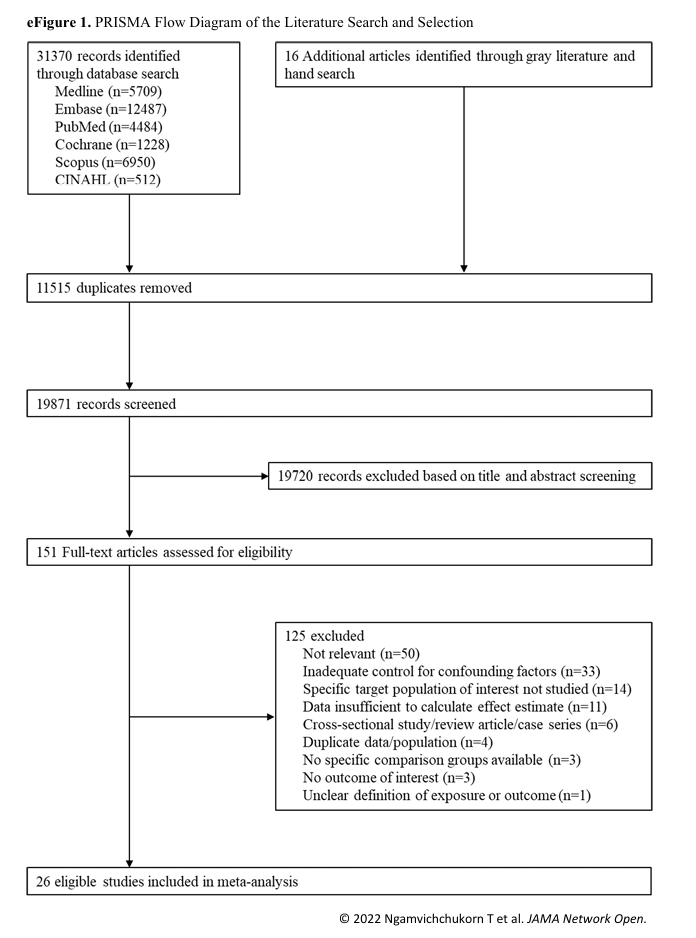 eFigure 1. PRISMA Flow Diagram of the Literature Search and Selection
31370 records identified
through database search
Medline (n=5709)
Embase (n=12487)
PubMed (n=4484)
Cochrane (n=1228)
Scopus (n=6950)
CINAHL (n=512)
16 Additional articles identified through gray literature and
hand search
11515 duplicates removed
19871 records screened
19720 records excluded based on title and abstract screening
151 Full-text articles assessed for eligibility
125 excluded
Not relevant (n=50)
Inadequate control for confounding factors (n=33)
Specific target population of interest not studied (n=14)
Data insufficient to calculate effect estimate (n=11)
Cross-sectional study/review article/case series (n=6)
Duplicate data/population (n=4)
No specific comparison groups available (n=3)
No outcome of interest (n=3)
Unclear definition of exposure or outcome (n=1)
26 eligible studies included in meta-analysis
© 2022 Ngamvichchukorn T et al. JAMA Network Open.